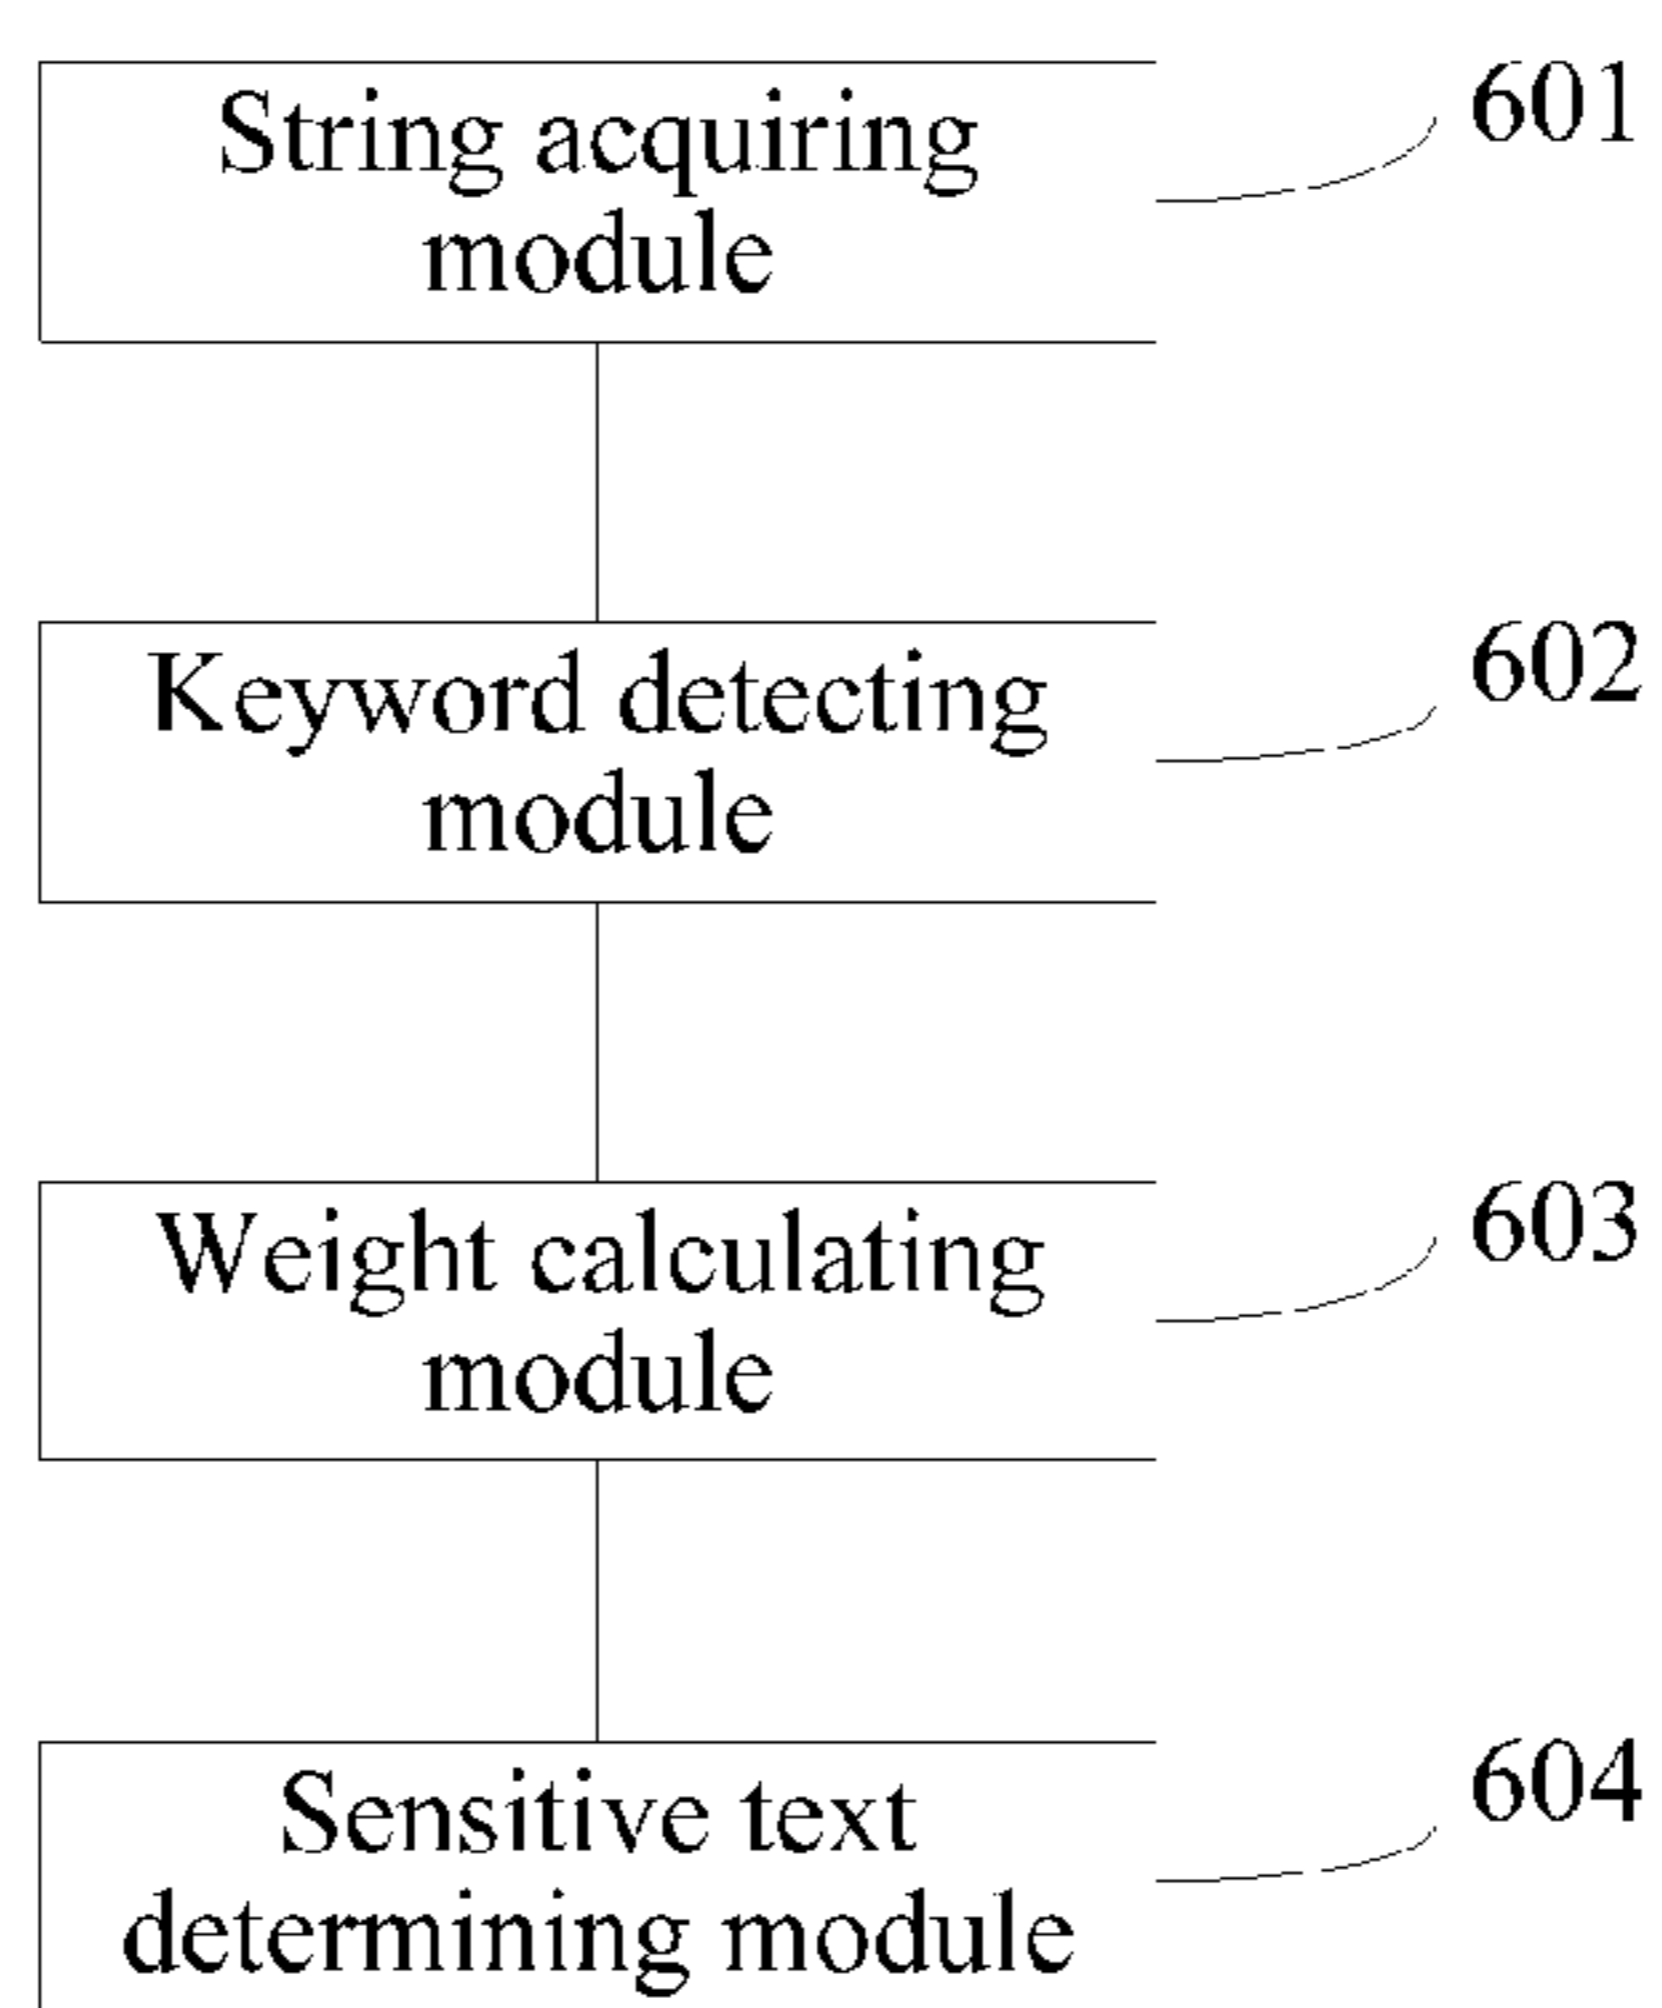 String acquiring
module
601
Keyword detecting
module
602
Weight calculating
module
603
Sensitive text
determining module
604